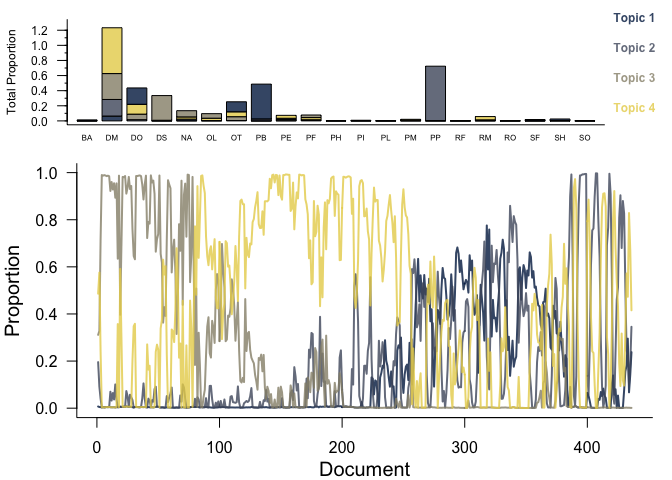 Topic 1
Topic 2
Topic 3
Topic 4
Total Proportion
1.2
1.0
0.8
0.6
0.4
0.2
0.0
BA DM DO DS NA OL OT PB PE PF PH PI PL PM PP RF RM RO SF SH SO
Proportion
1.0
0.8
0.6
0.4
0.2
0.0
0 100 200 300 400
Document